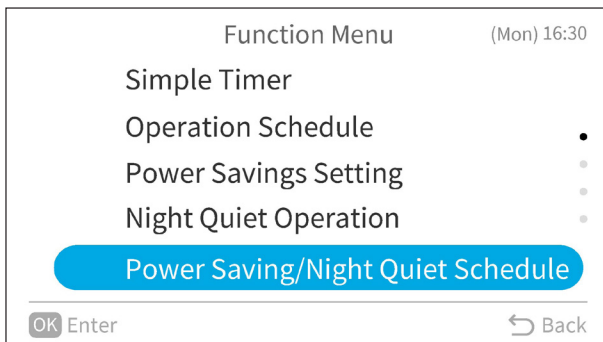 Function Menu (Mon) 16:30
Simple Timer
Operation Schedule
Power Savings Setting
Night Quiet Operation
Power Saving/Night Quiet Schedule
OK Enter Back